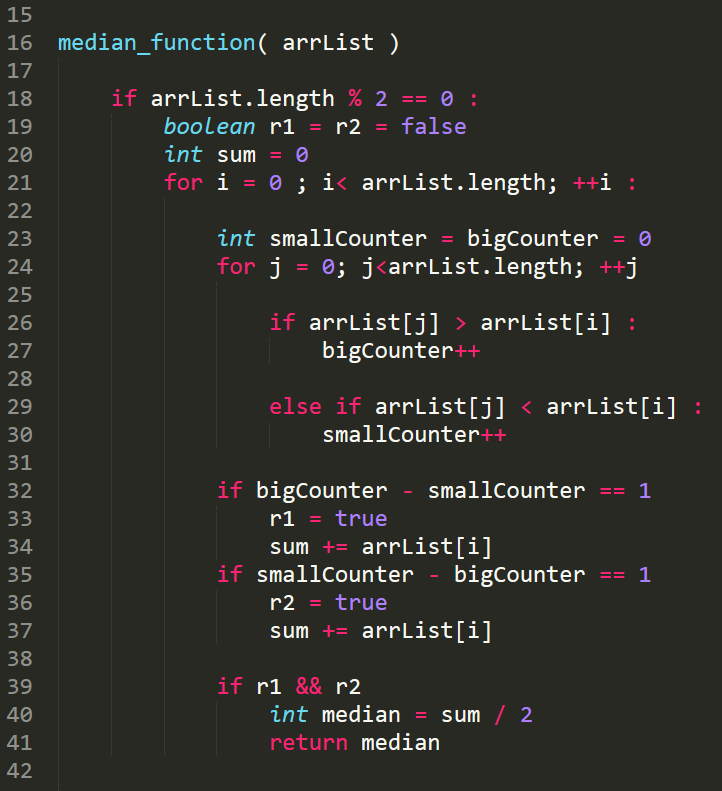 15
16 median_function( arrList )
17
18     if arrList.length % 2 == 0 :
19         boolean r1 = r2 = false
20         int sum = 0
21         for i = 0 ; i< arrList.length; ++i :
22
23             int smallCounter = bigCounter = 0
24             for j = 0; j<arrList.length; ++j
25
26                 if arrList[j] > arrList[i] :
27                     bigCounter++
28
29                 else if arrList[j] < arrList[i] :
30                     smallCounter++
31
32             if bigCounter - smallCounter == 1
33                 r1 = true
34                 sum += arrList[i]
35             if smallCounter - bigCounter == 1
36                 r2 = true
37                 sum += arrList[i]
38
39             if r1 && r2
40                 int median = sum / 2
41                 return median
42